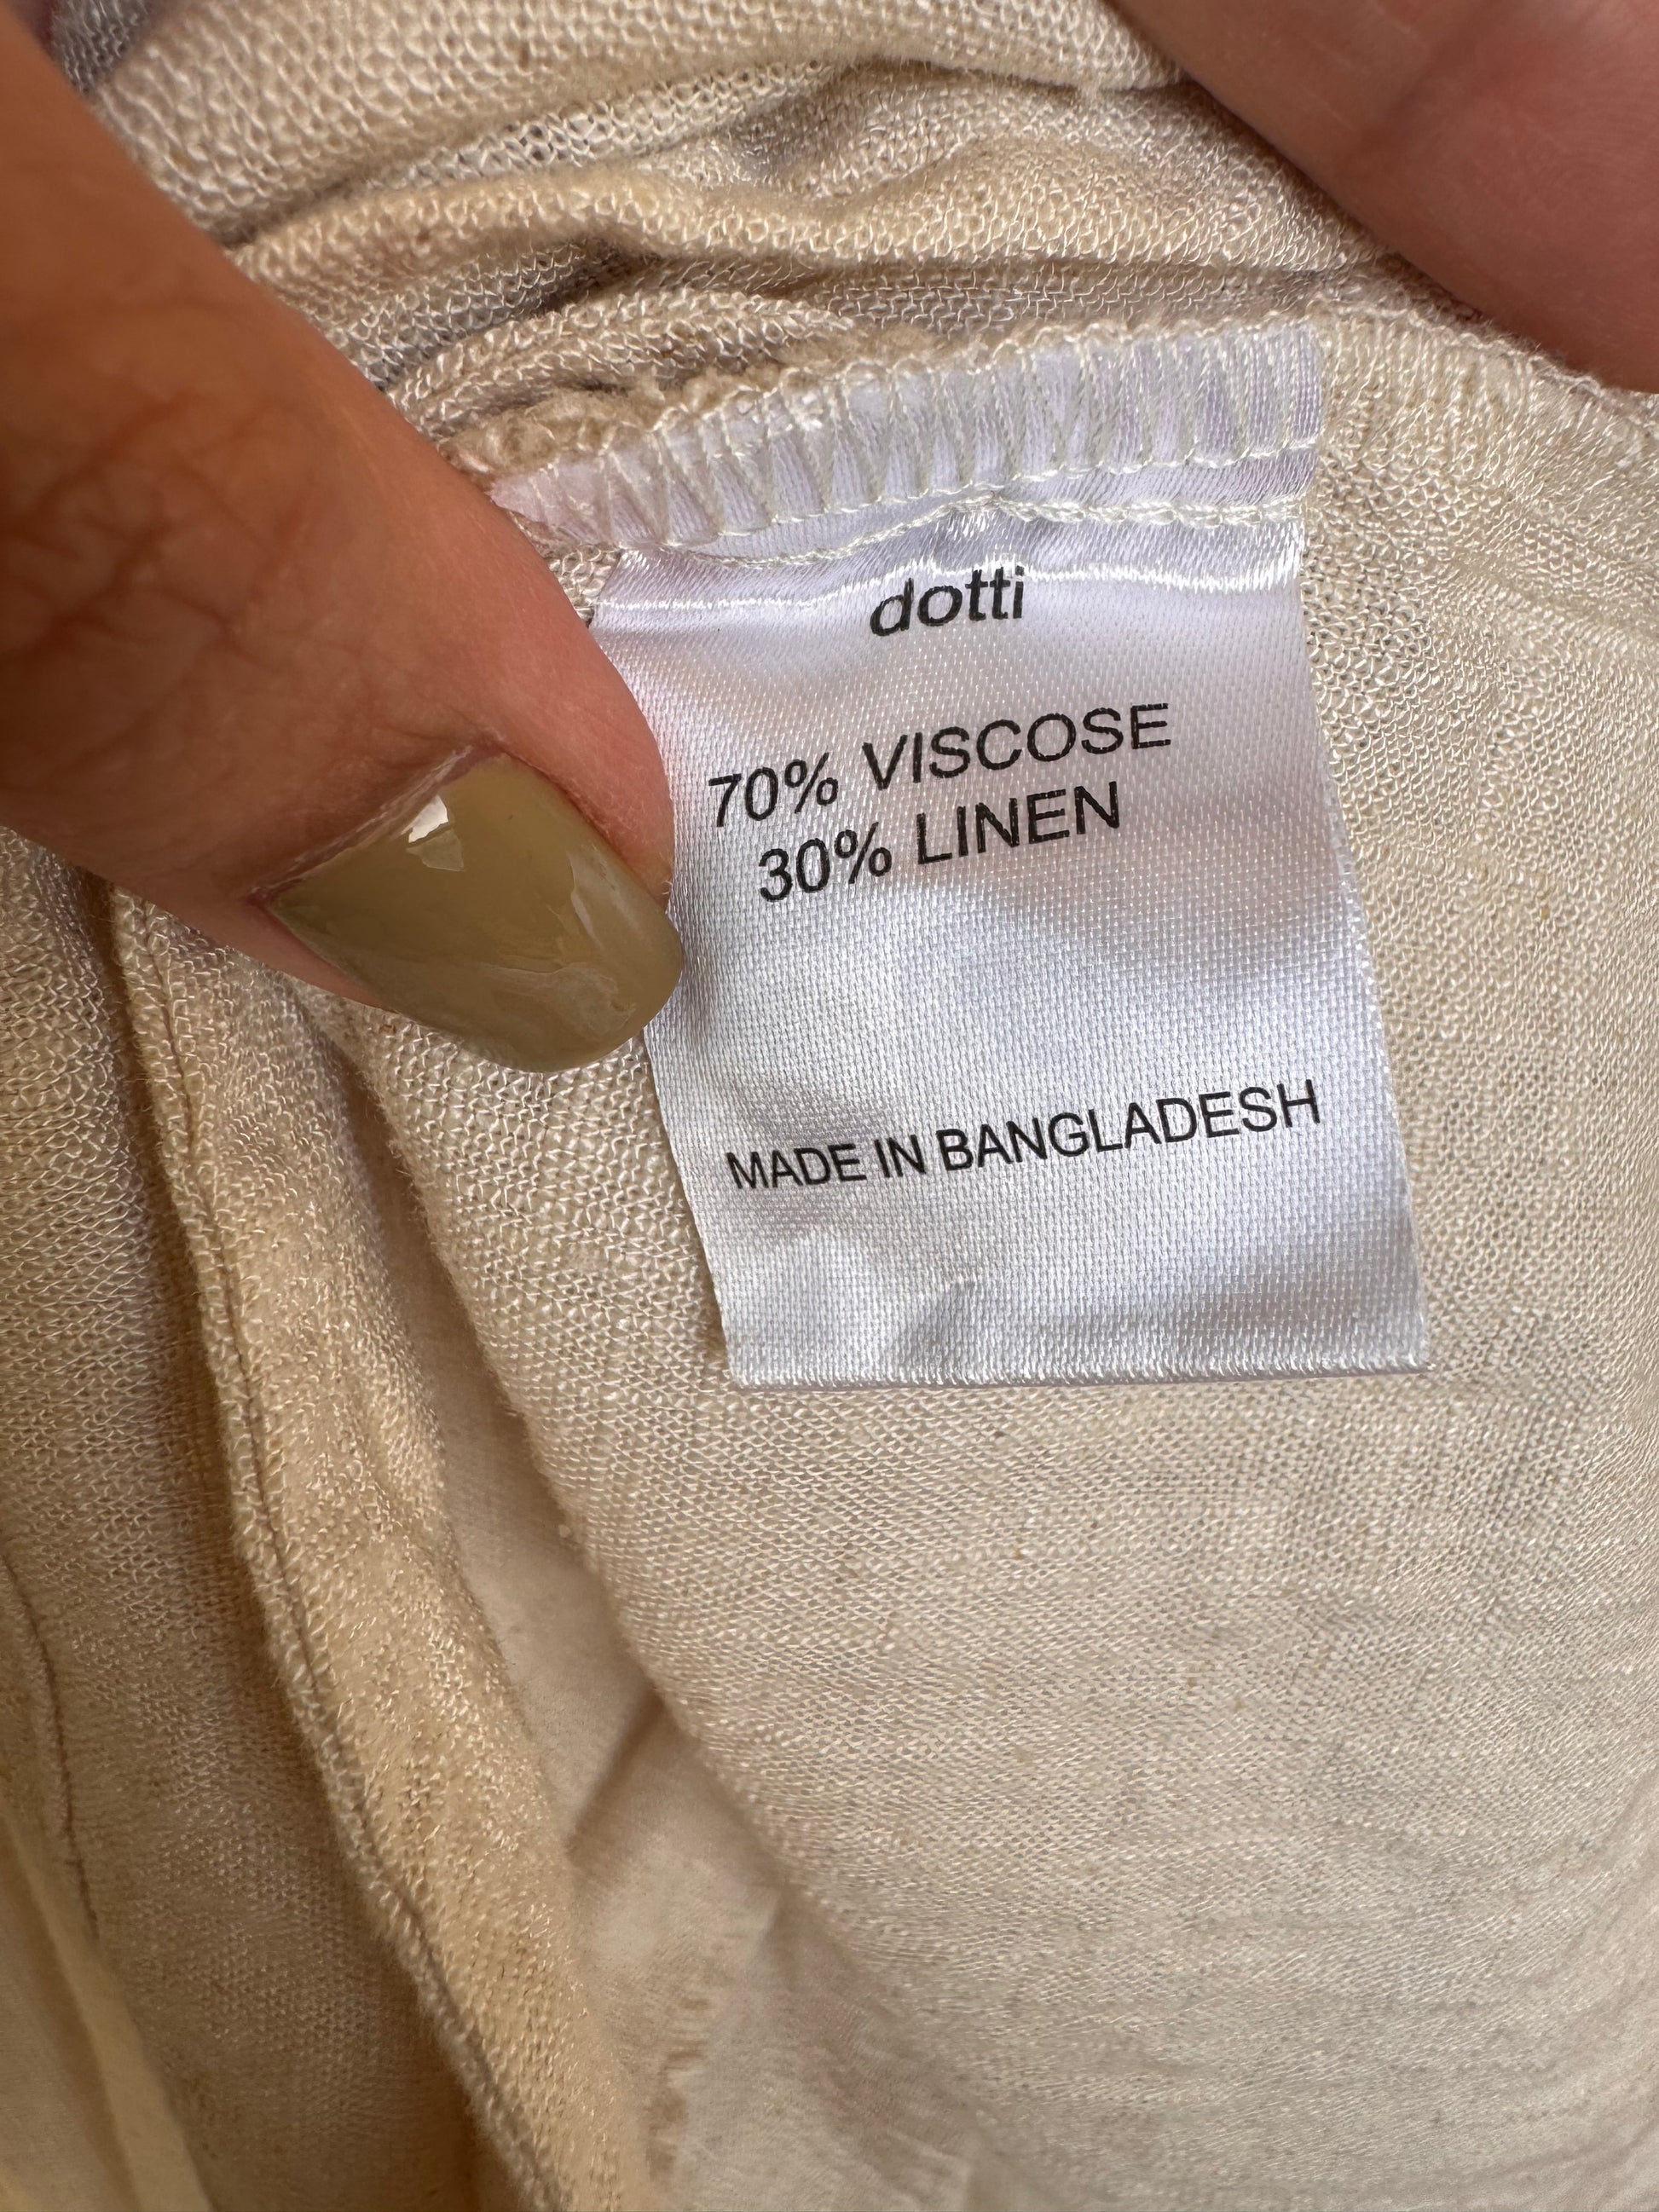 dotti
70% VISCOSE
30% LINEN
MADE IN BANGLADESH